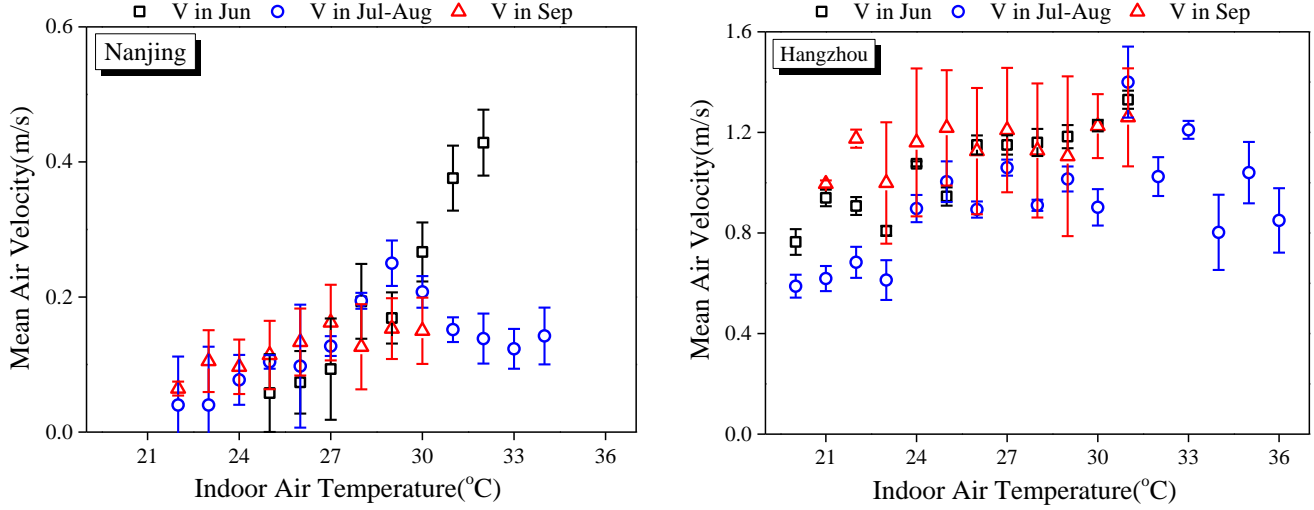 V in Jun V in Jul-Aug V in Sep
Nanjing
Mean Air Velocity(m/s)
0.6
0.4
0.2
0.0
21 24 27 30 33 36
Indoor Air Temperature(°C)
V in Jun V in Jul-Aug V in Sep
Hangzhou
Mean Air Velocity(m/s)
1.6
1.2
0.8
0.4
0.0
21 24 27 30 33 36
Indoor Air Temperature(°C)